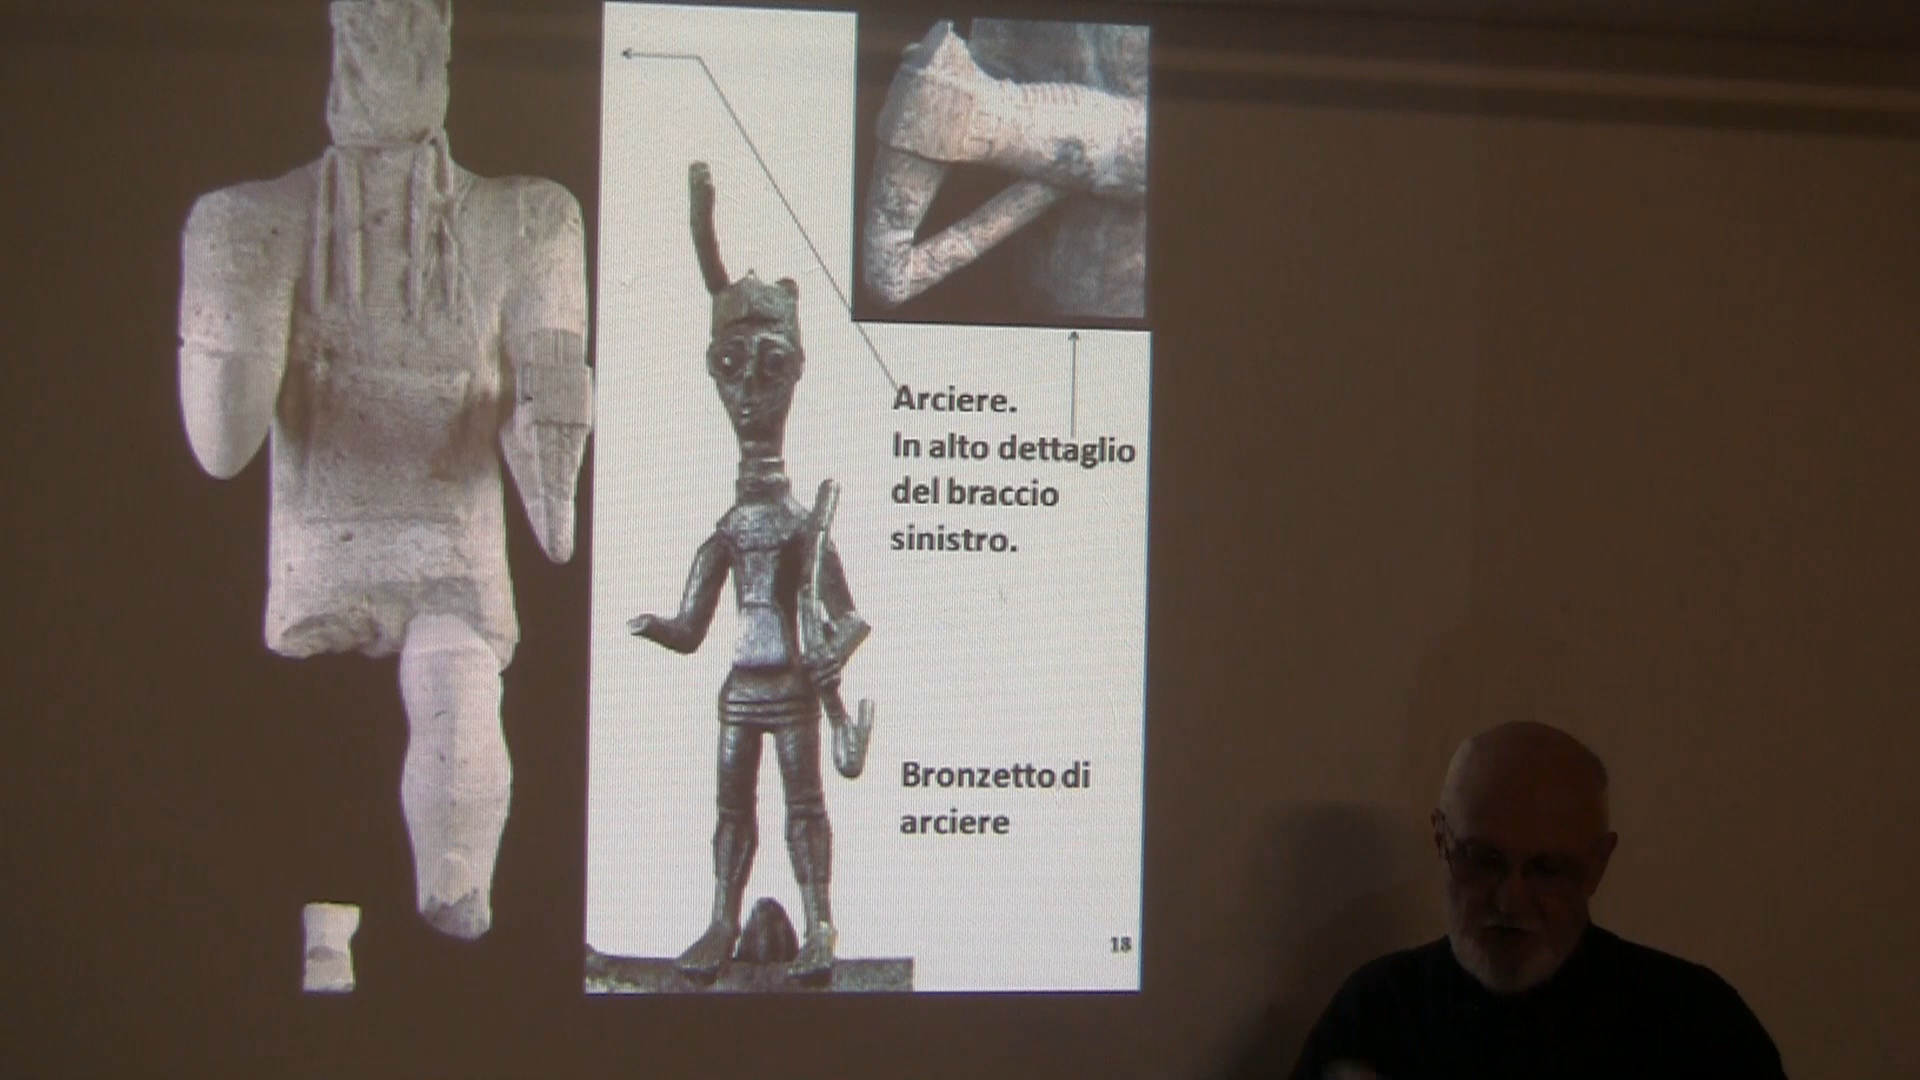 Arciere.
In alto dettaglio
del braccio
sinistro.
Bronzetto di
arciere
18